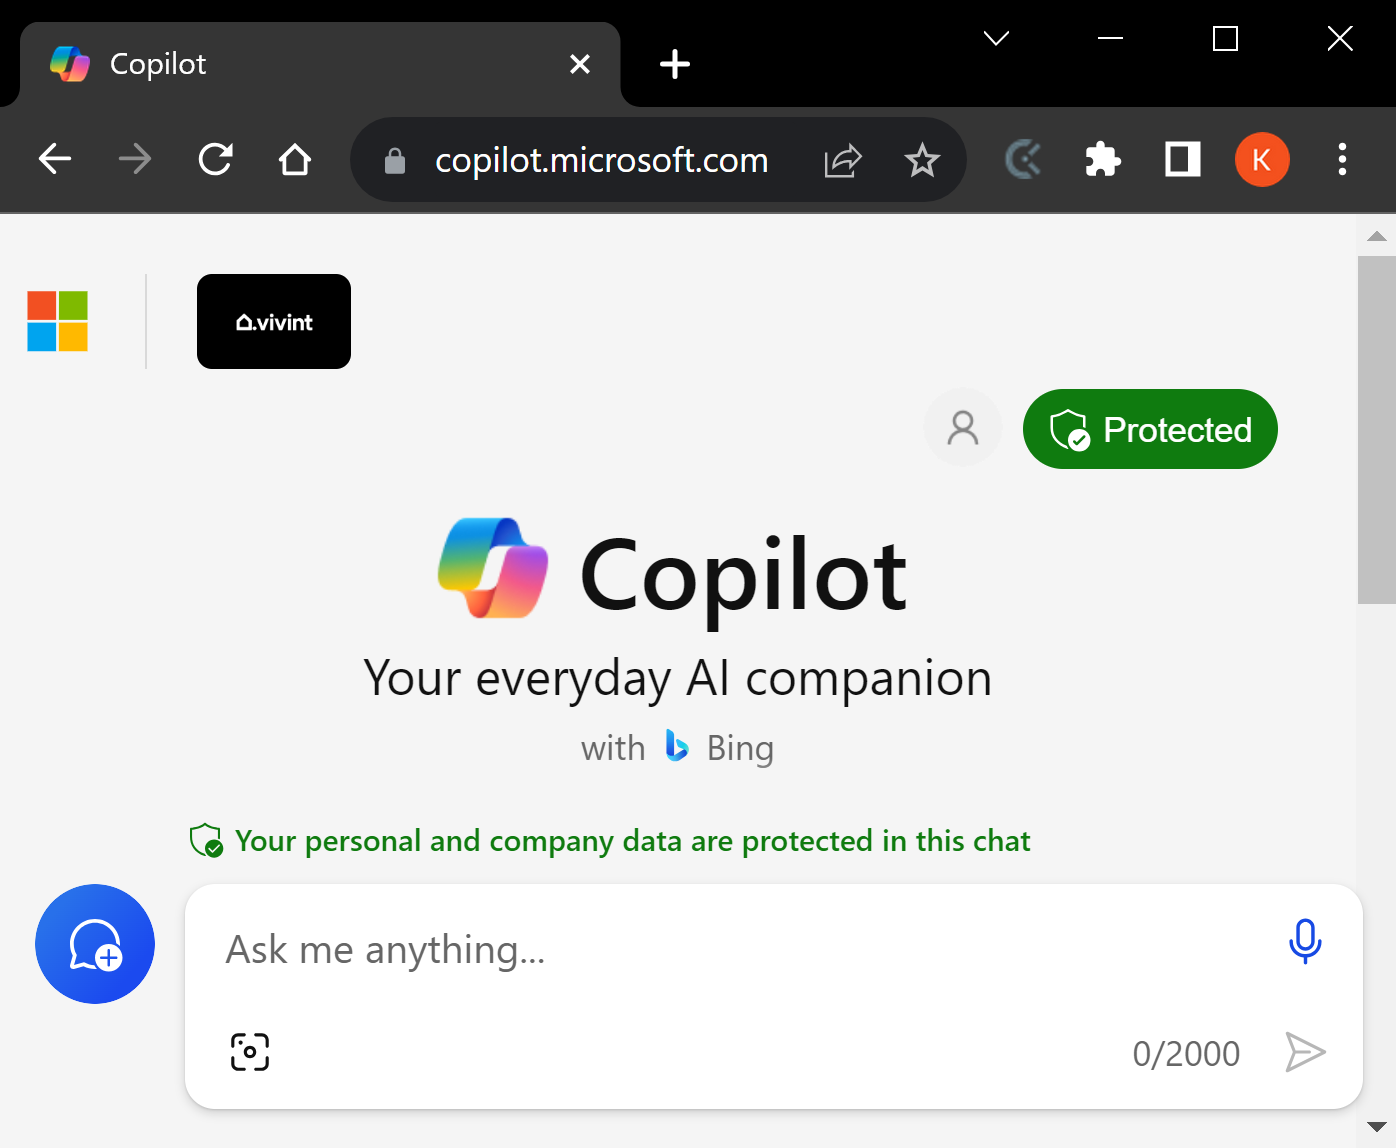 Copilot
copilot.microsoft.com
K
vivint
Protected
Copilot
Your everyday AI companion
with Bing
Your personal and company data are protected in this chat
Ask me anything...
0/2000